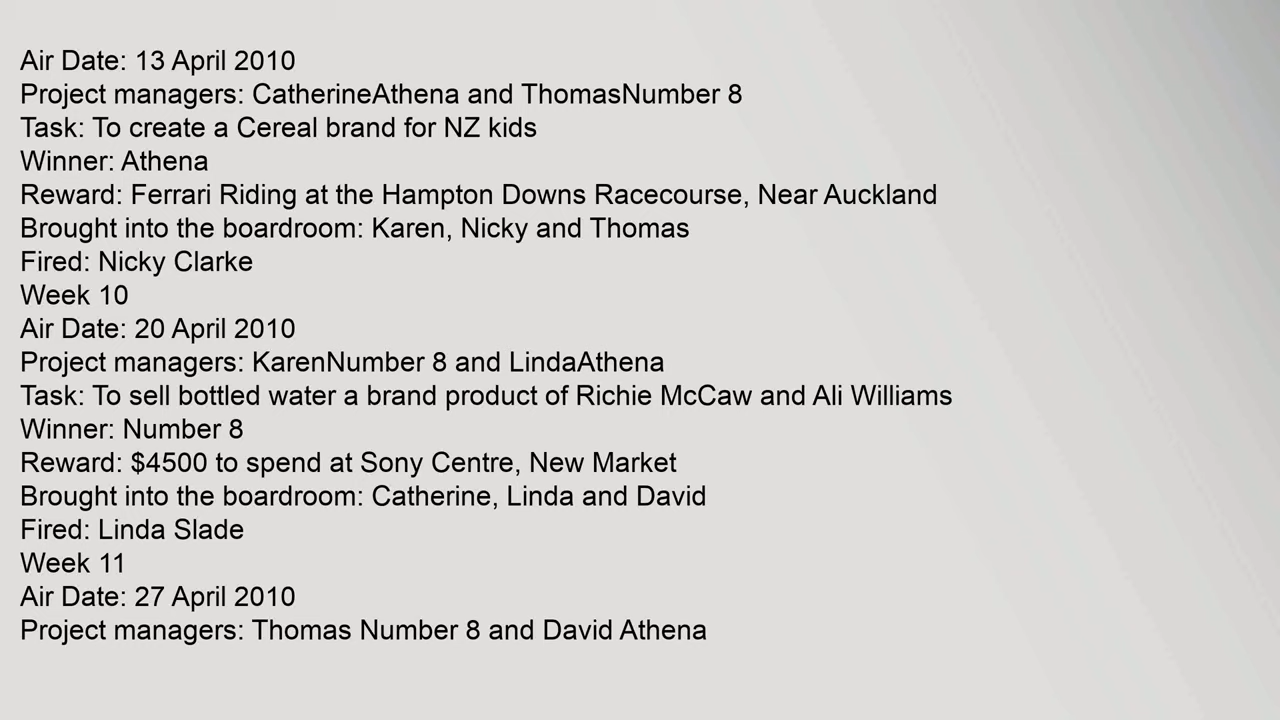 Air Date: 13 April 2010
Project managers: CatherineAthena and ThomasNumber 8
Task: To create a Cereal brand for NZ kids
Winner: Athena
Reward: Ferrari Riding at the Hampton Downs Racecourse, Near Auckland
Brought into the boardroom: Karen, Nicky and Thomas
Fired: Nicky Clarke
Week 10
Air Date: 20 April 2010
Project managers: KarenNumber 8 and LindaAthena
Task: To sell bottled water a brand product of Richie McCaw and Ali Williams
Winner: Number 8
Reward: $4500 to spend at Sony Centre, New Market
Brought into the boardroom: Catherine, Linda and David
Fired: Linda Slade
Week 11
Air Date: 27 April 2010
Project managers: Thomas Number 8 and David Athena